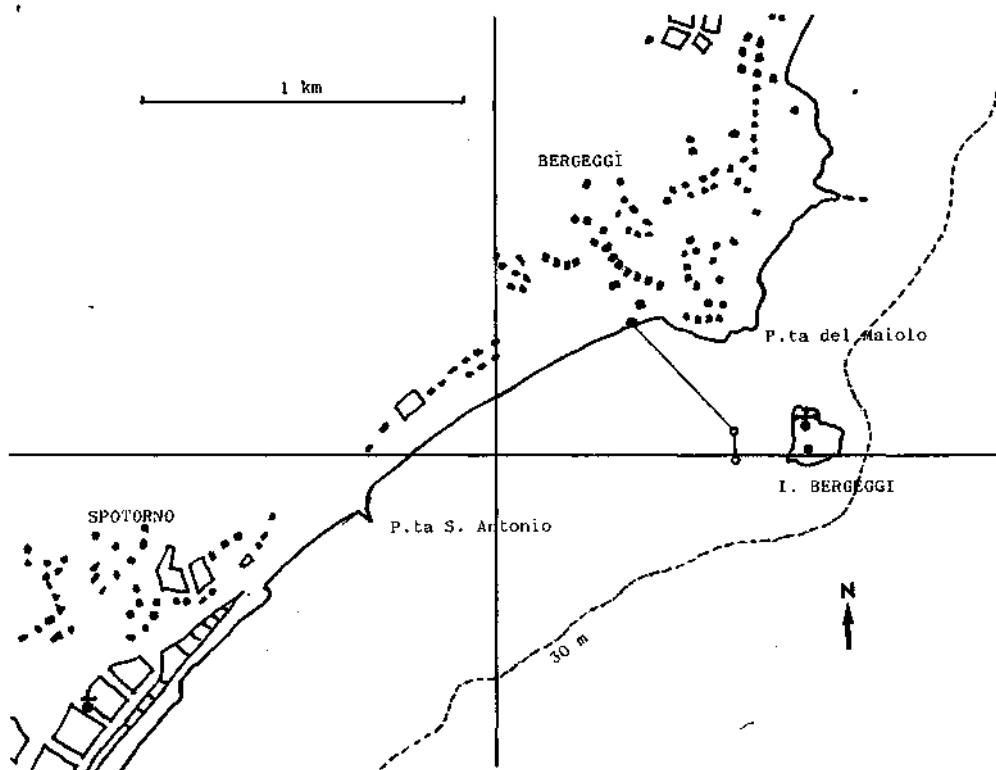 1 km
BERGEGGI
P.ta del Maiolo
I. BERGEGGI
SPOTORNO
P.ta S. Antonio
N
30 m